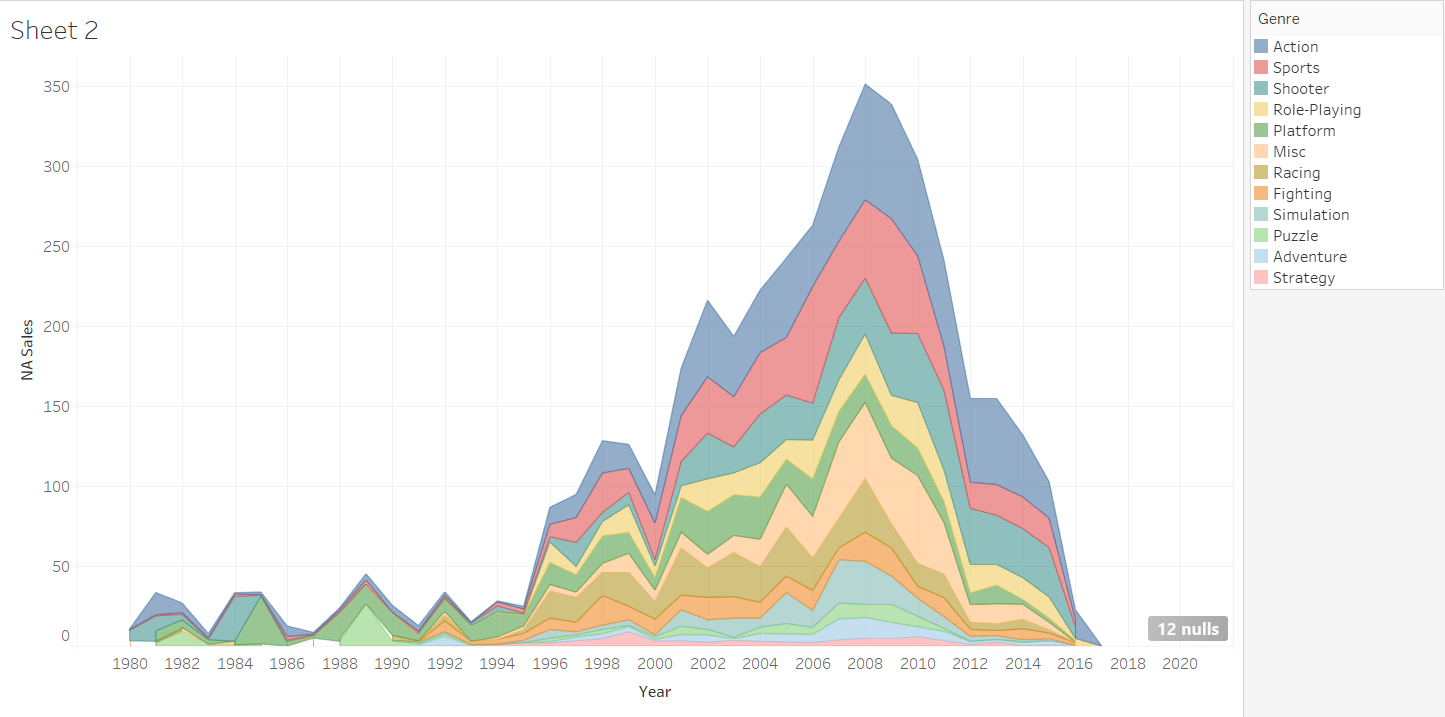 Sheet 2
Genre
Action
Sports
Shooter
Role-Playing
Platform
Misc
Racing
Fighting
Simulation
Puzzle
Adventure
Strategy
350
300
250
200
150
100
50
0
NA Sales
12 nulls
1980 1982 1984 1986 1988 1990 1992 1994 1996 1998 2000 2002 2004 2006 2008 2010 2012 2014 2016 2018 2020
Year